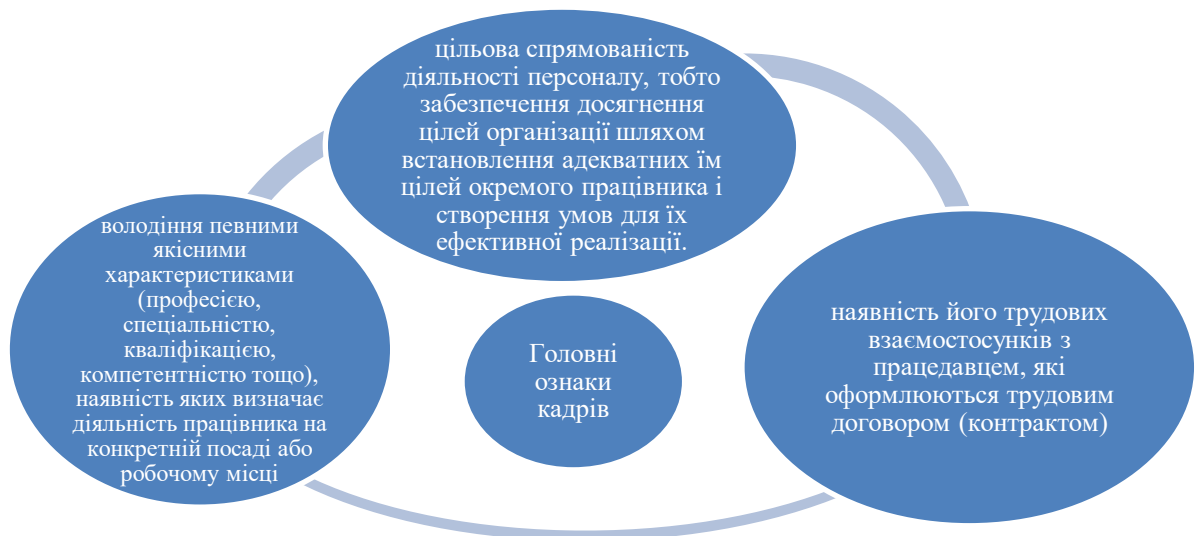 цільова спрямованість
діяльності персоналу, тобто
забезпечення досягнення
цілей організації шляхом
встановлення адекватних їм
цілей окремого працівника і
створення умов для їх
ефективної реалізації.
володіння певними
якісними
характеристиками
(професією,
спеціальністю,
кваліфікацією,
компетентністю тощо),
наявність яких визначає
діяльність працівника на
конкретній посаді або
робочому місці
Головні
ознаки
кадрів
наявність його трудових
взаємостосунків з
працедавцем, які
оформлюються трудовим
договором (контрактом)